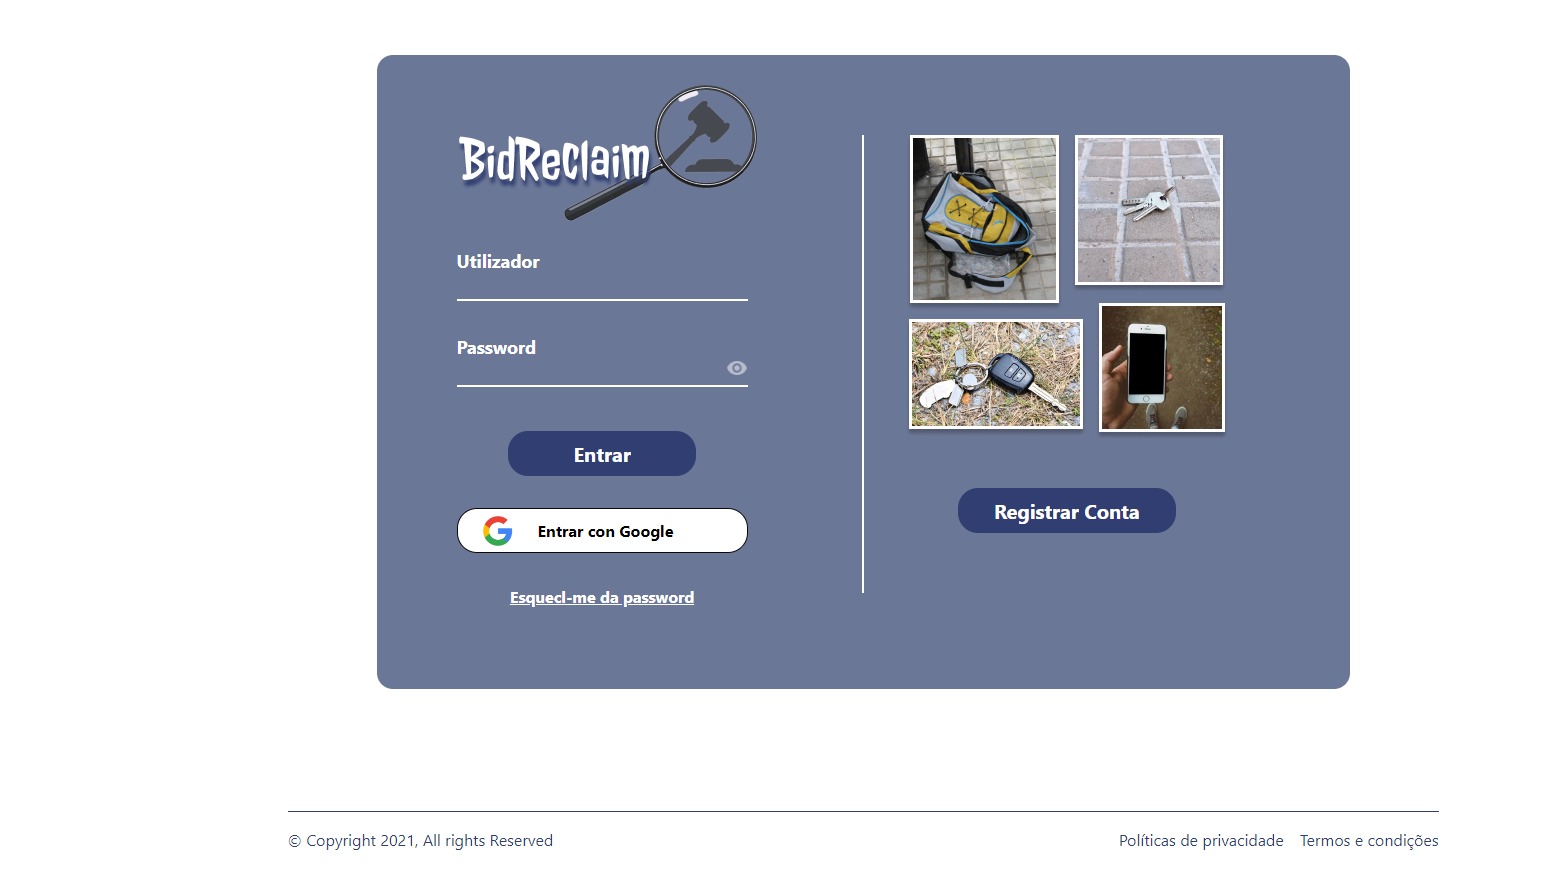 BidReclaim
Utilizador
Password
Entrar
Entrar con Google
Esquecl-me da password
Registrar Conta
© Copyright 2021, All rights Reserved
Políticas de privacidade
Termos e condições